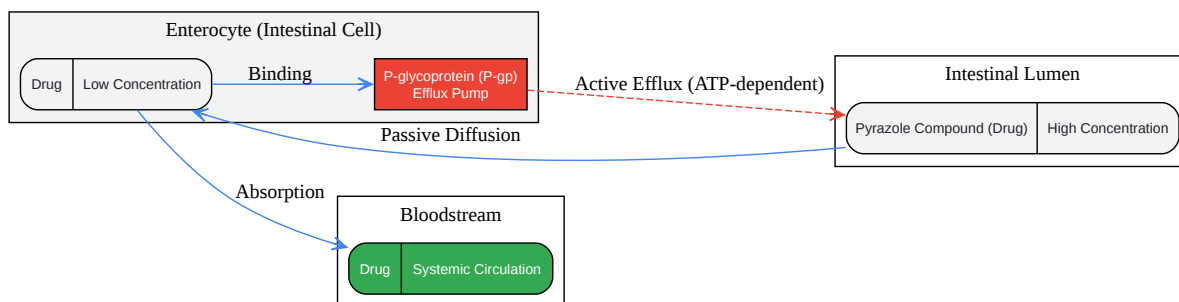 Enterocyte (Intestinal Cell)
Drug
Low Concentration
Binding
P-glycoprotein (P-gp)
Efflux Pump
Active Efflux (ATP-dependent)
Intestinal Lumen
Pyrazole Compound (Drug)
High Concentration
Passive Diffusion
Absorption
Bloodstream
Drug
Systemic Circulation